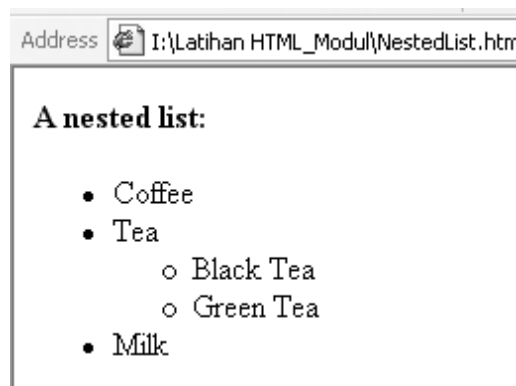 Address I:\Latihan HTML_Modul\NestedList.htm
A nested list:
Coffee
Tea
Black Tea
Green Tea
Milk